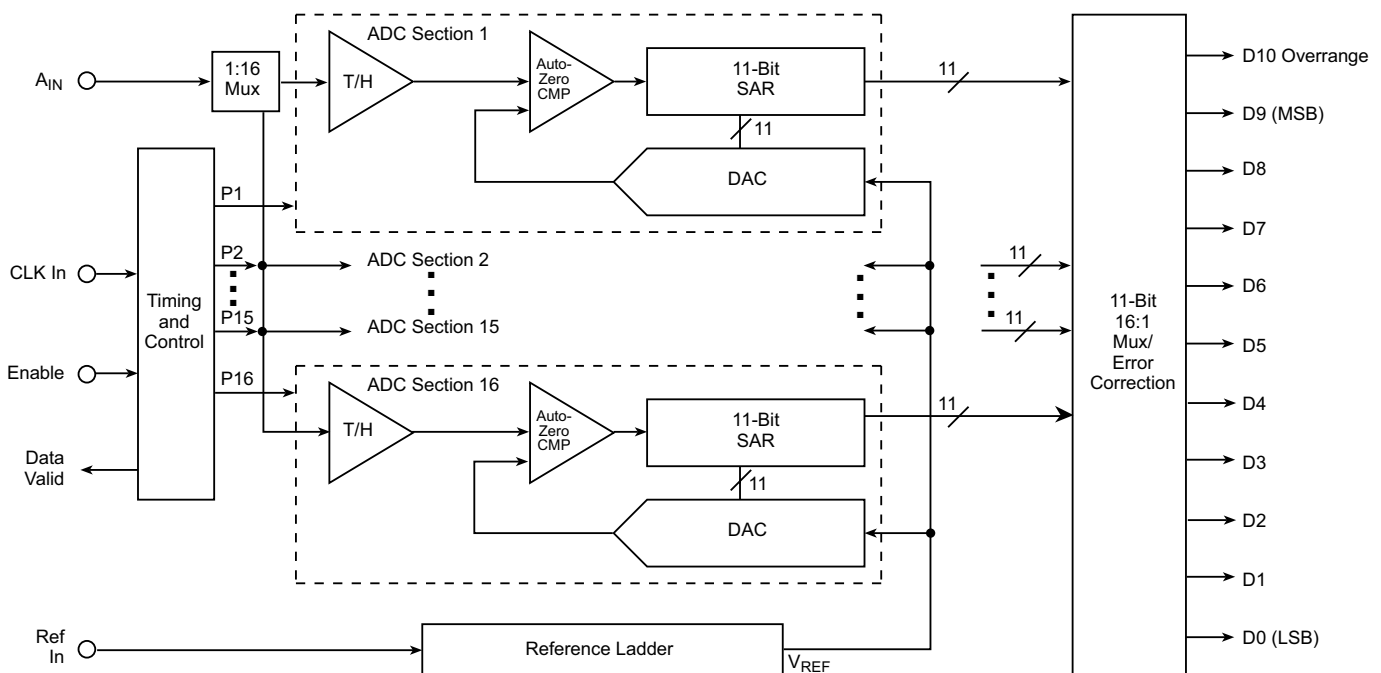 ADC Section 1
A_IN
1:16
Mux
T/H
Auto-
Zero
CMP
11-Bit
SAR
11
11
DAC
P1
CLK In
Enable
Data
Valid
Timing
and
Control
P2
P15
P16
ADC Section 2
ADC Section 15
11
11
ADC Section 16
T/H
Auto-
Zero
CMP
11-Bit
SAR
11
11
DAC
Ref
In
Reference Ladder
V_REF
11-Bit
16:1
Mux/
Error
Correction
D10 Overrange
D9 (MSB)
D8
D7
D6
D5
D4
D3
D2
D1
D0 (LSB)